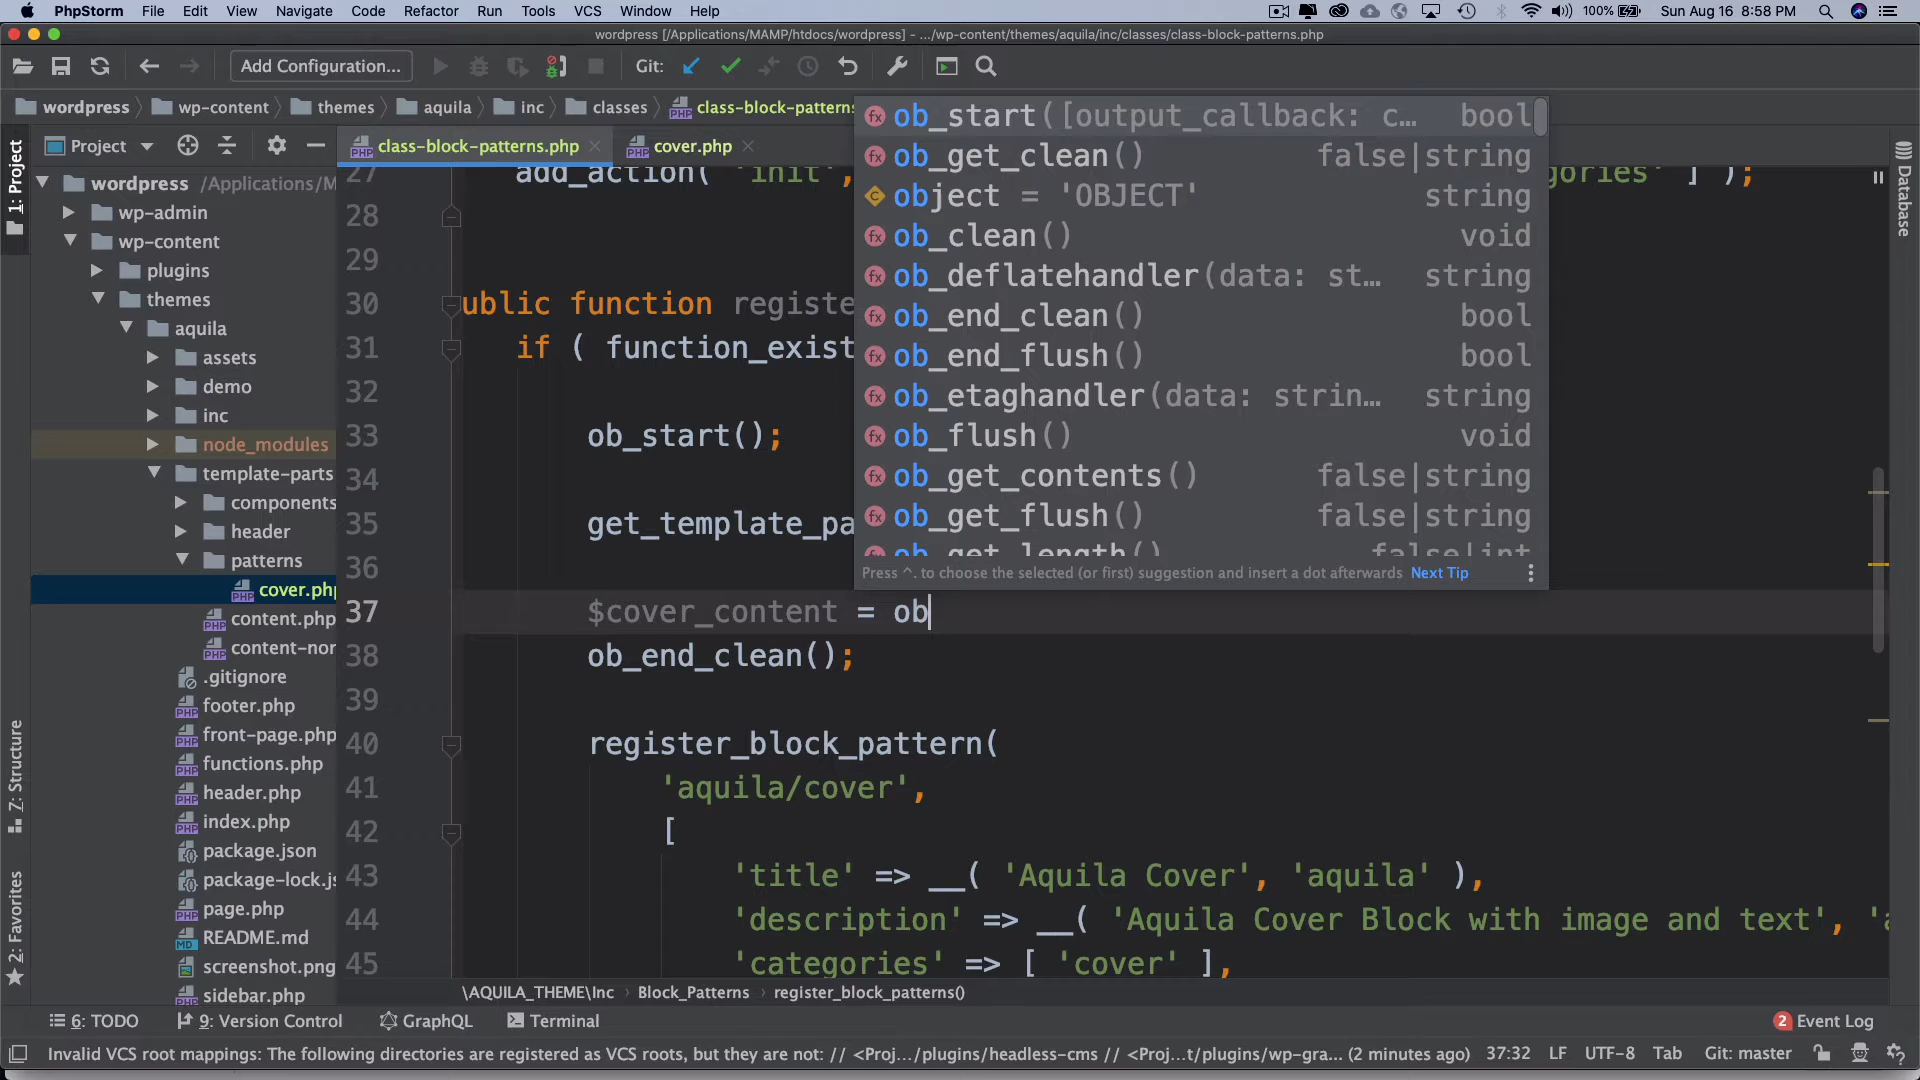 PhpStorm File Edit View Navigate Code Refactor Run Tools VCS Window Help 100% Sun Aug 16 8:58 PM
wordpress [/Applications/MAMP/htdocs/wordpress] - .../wp-content/themes/aquila/inc/classes/class-block-patterns.php
Add Configuration... Git:
wordpress wp-content themes aquila inc classes class-block-patterns
Project class-block-patterns.php cover.php
1: Project
Database
Z: Structure
2: Favorites
wordpress /Applications/M
wp-admin
wp-content
plugins
themes
aquila
assets
demo
inc
node_modules
template-parts
components
header
patterns
cover.php
content.php
content-nor
.gitignore
footer.php
front-page.php
functions.php
header.php
index.php
package.json
package-lock.js
page.php
README.md
screenshot.png
sidebar.php
27 add_action( 'init', egories' ] );
28
29
30 ublic function registe
31 if ( function_exist
32
33 ob_start();
34
35 get_template_pa
36
37 $cover_content = ob
38 ob_end_clean();
39
40 register_block_pattern(
41 'aquila/cover',
42 [
43 'title' => __( 'Aquila Cover', 'aquila' ),
44 'description' => __( 'Aquila Cover Block with image and text', 'a
45 'categories' => [ 'cover' ],
ob_start([output_callback: c... bool
ob_get_clean() false|string
object = 'OBJECT' string
ob_clean() void
ob_deflatehandler(data: st... string
ob_end_clean() bool
ob_end_flush() bool
ob_etaghandler(data: strin... string
ob_flush() void
ob_get_contents() false|string
ob_get_flush() false|string
ob_get_length() false|int
Press ^. to choose the selected (or first) suggestion and insert a dot afterwards Next Tip
\AQUILA_THEME\Inc › Block_Patterns › register_block_patterns()
6: TODO 9: Version Control GraphQL Terminal 2 Event Log
Invalid VCS root mappings: The following directories are registered as VCS roots, but they are not: // <Proj.../plugins/headless-cms // <Proj...t/plugins/wp-gra... (2 minutes ago) 37:32 LF UTF-8 Tab Git: master